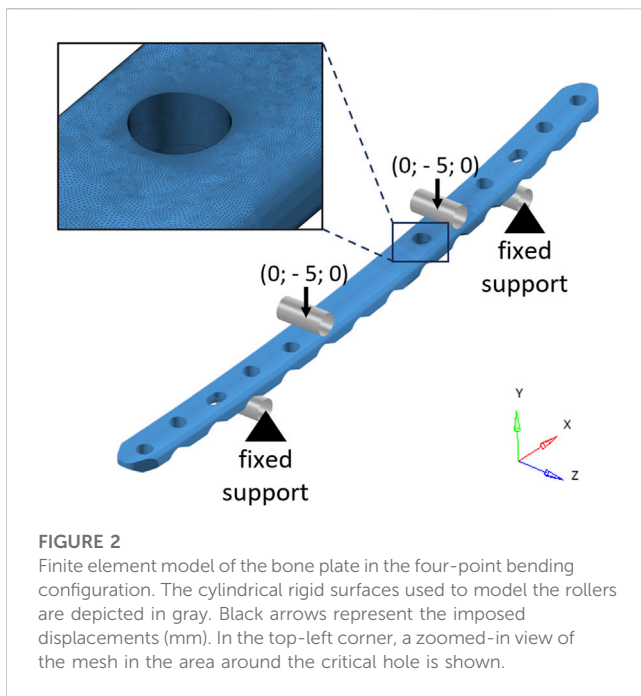 (0; - 5; 0)
(0; - 5; 0)
fixed
support
fixed
support
Y
X
Z
FIGURE 2
Finite element model of the bone plate in the four-point bending
configuration. The cylindrical rigid surfaces used to model the rollers
are depicted in gray. Black arrows represent the imposed
displacements (mm). In the top-left corner, a zoomed-in view of
the mesh in the area around the critical hole is shown.